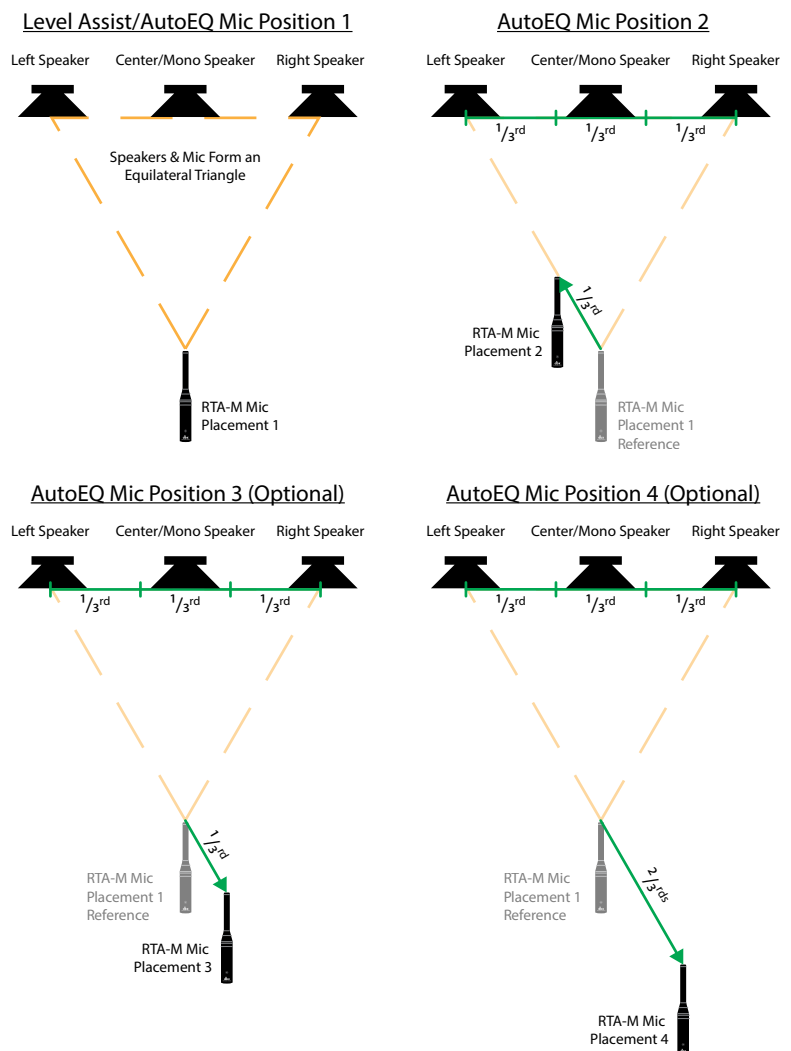 Level Assist/AutoEQ Mic Position 1
Left Speaker
Center/Mono Speaker
Right Speaker
Speakers & Mic Form an
Equilateral Triangle
RTA-M Mic
Placement 1
AutoEQ Mic Position 2
Left Speaker
Center/Mono Speaker
Right Speaker
1/3rd
1/3rd
1/3rd
1/3rd
RTA-M Mic
Placement 2
RTA-M Mic
Placement 1
Reference
AutoEQ Mic Position 3 (Optional)
Left Speaker
Center/Mono Speaker
Right Speaker
1/3rd
1/3rd
1/3rd
1/3rd
RTA-M Mic
Placement 1
Reference
RTA-M Mic
Placement 3
AutoEQ Mic Position 4 (Optional)
Left Speaker
Center/Mono Speaker
Right Speaker
1/3rd
1/3rd
1/3rd
2/3rds
RTA-M Mic
Placement 1
Reference
RTA-M Mic
Placement 4